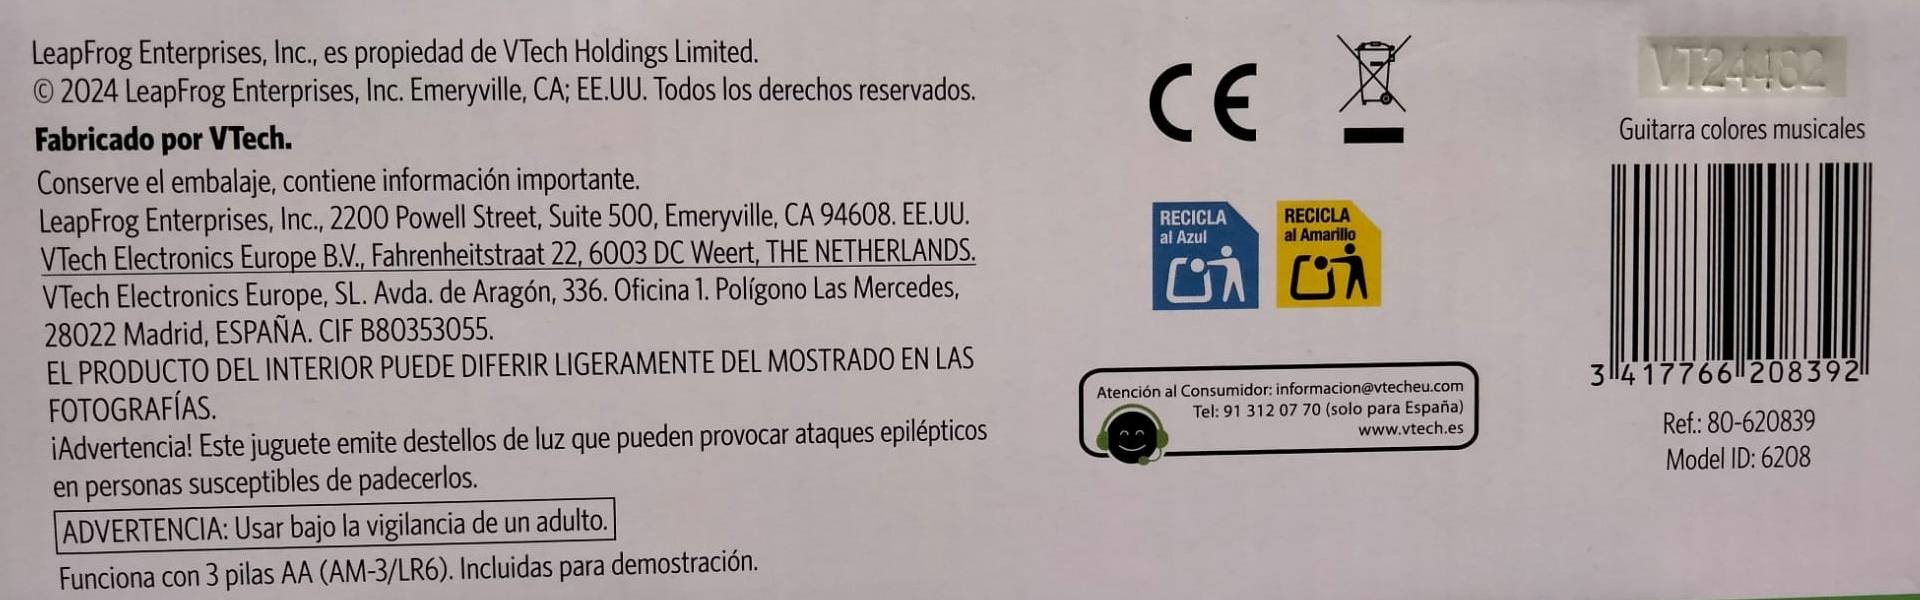 LeapFrog Enterprises, Inc., es propiedad de VTech Holdings Limited.
© 2024 LeapFrog Enterprises, Inc. Emeryville, CA; EE.UU. Todos los derechos reservados.
Fabricado por VTech.
Conserve el embalaje, contiene información importante.
LeapFrog Enterprises, Inc., 2200 Powell Street, Suite 500, Emeryville, CA 94608. EE.UU.
VTech Electronics Europe B.V., Fahrenheitstraat 22, 6003 DC Weert, THE NETHERLANDS.
VTech Electronics Europe, SL. Avda. de Aragón, 336. Oficina 1. Polígono Las Mercedes,
28022 Madrid, ESPAÑA. CIF B80353055.
EL PRODUCTO DEL INTERIOR PUEDE DIFERIR LIGERAMENTE DEL MOSTRADO EN LAS
FOTOGRAFÍAS.
¡Advertencia! Este juguete emite destellos de luz que pueden provocar ataques epilépticos
en personas susceptibles de padecerlos.
ADVERTENCIA: Usar bajo la vigilancia de un adulto.
Funciona con 3 pilas AA (AM-3/LR6). Incluidas para demostración.
CE
RECICLA
al Azul
RECICLA
al Amarillo
Atención al Consumidor: informacion@vtecheu.com
Tel: 91 312 07 70 (solo para España)
www.vtech.es
VT24462
Guitarra colores musicales
3 417766 208392
Ref.: 80-620839
Model ID: 6208